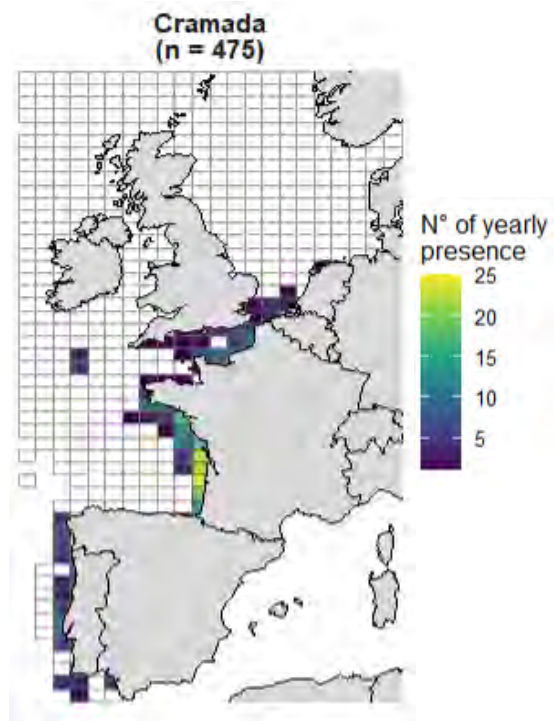 Cramada
(n = 475)
N° of yearly
presence
25
20
15
10
5